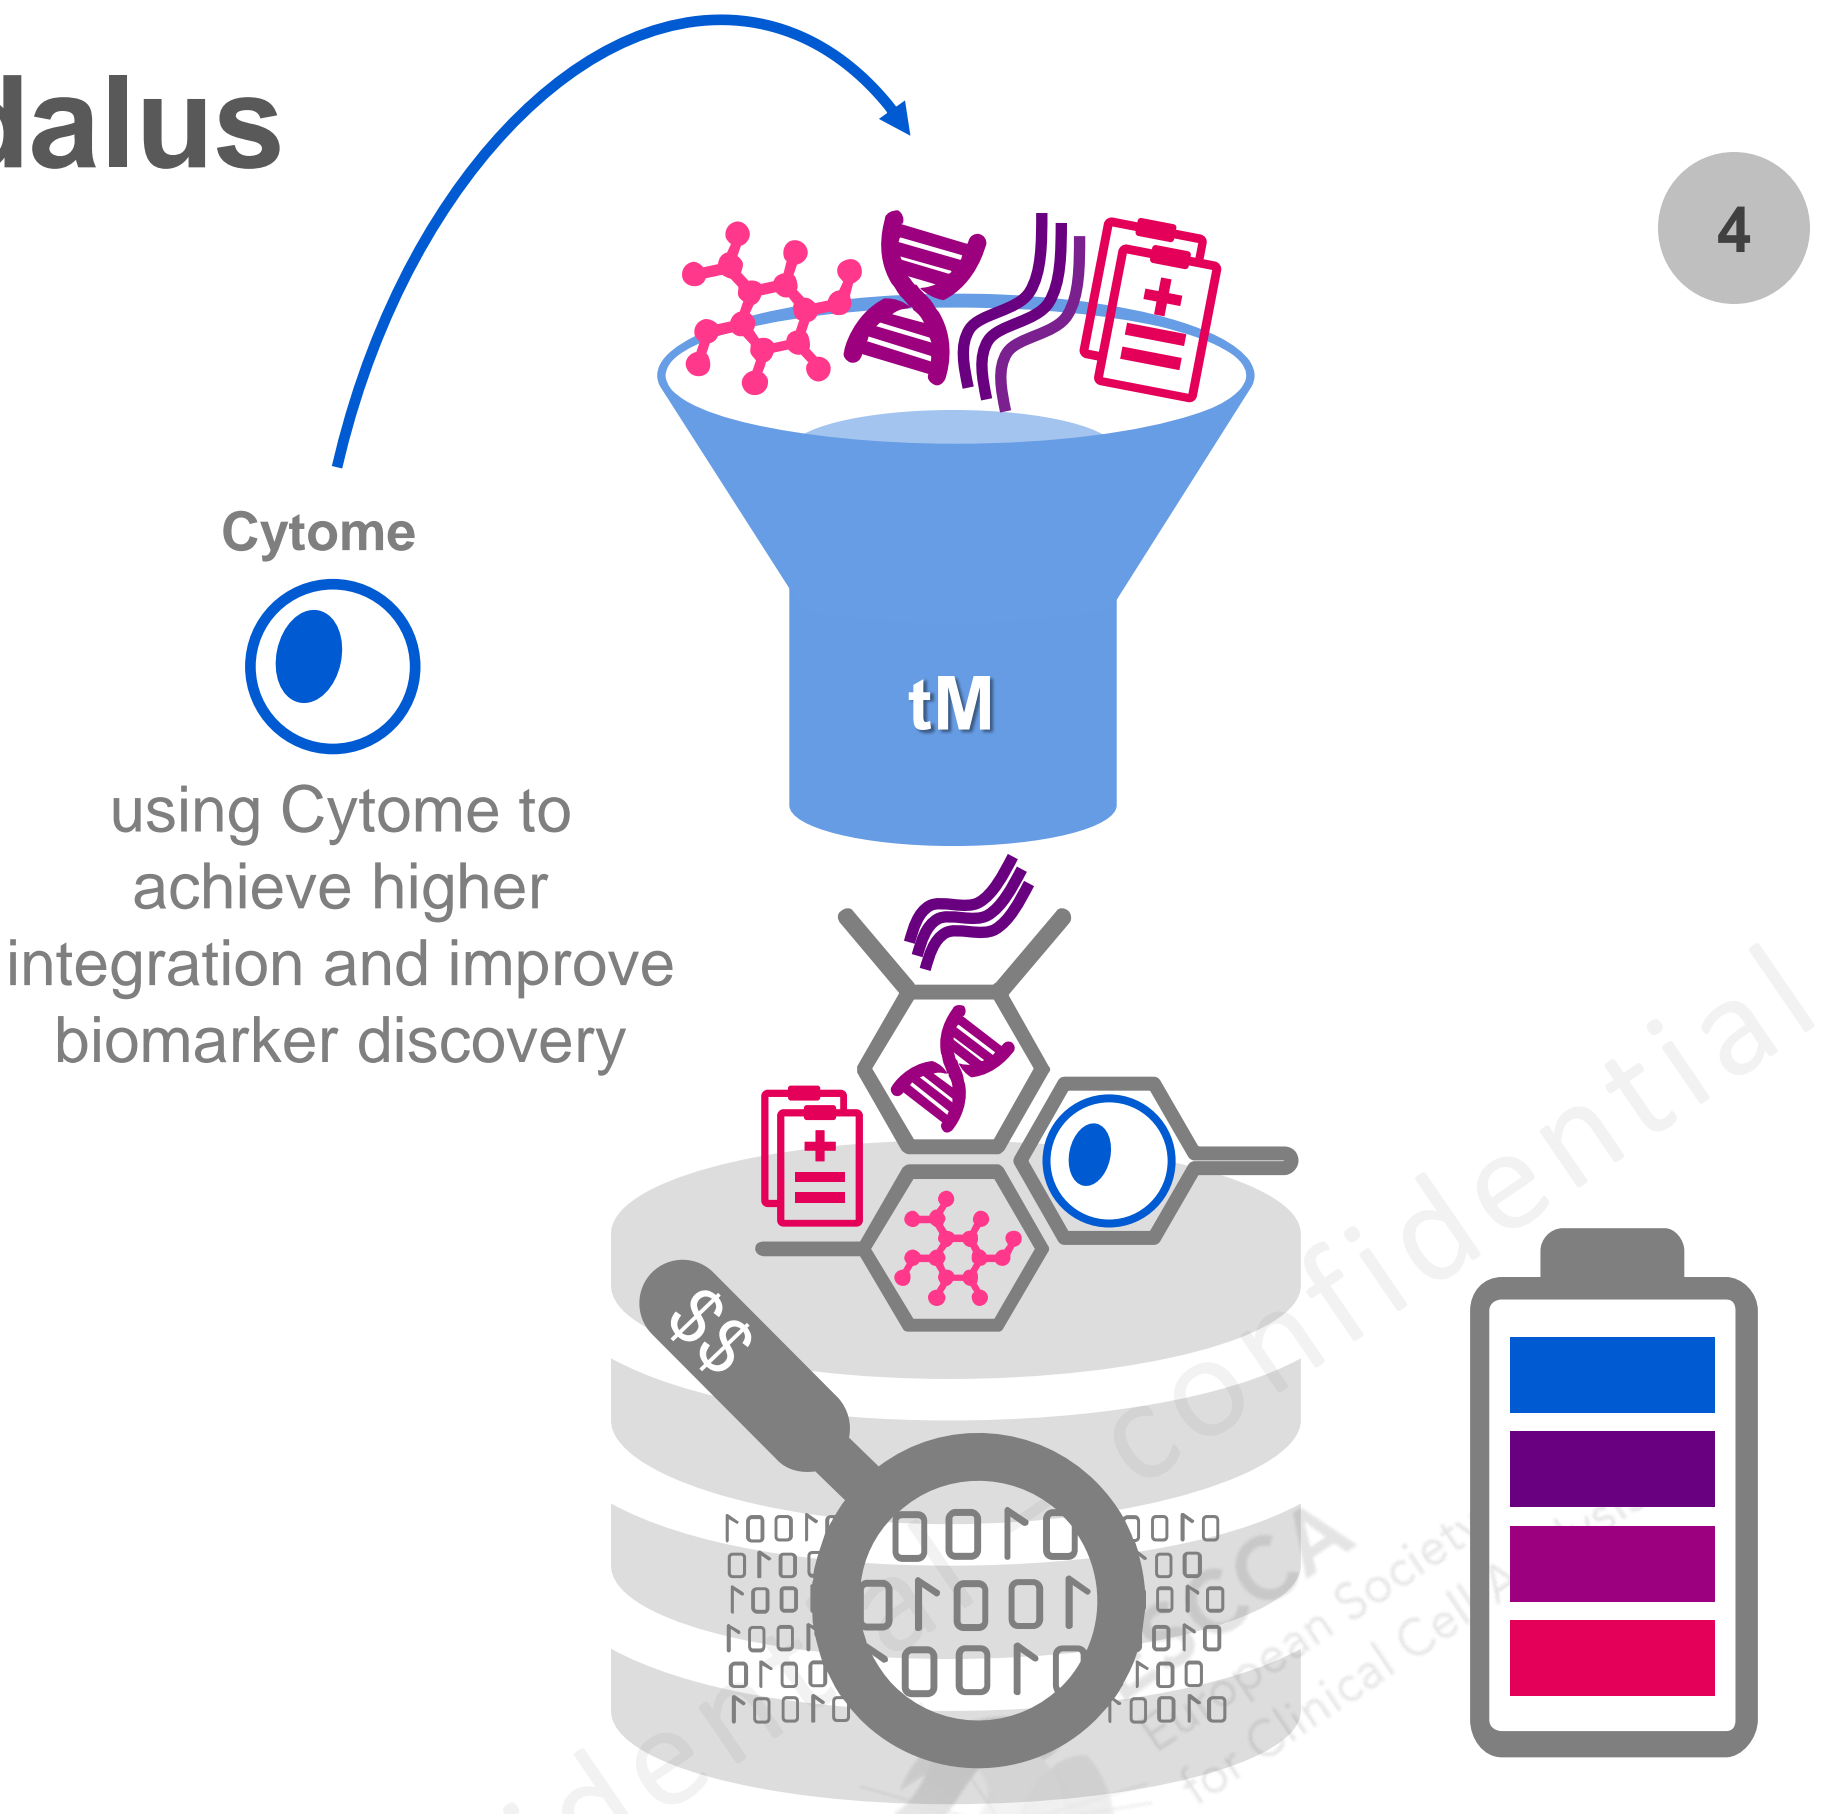 dalus
4
Cytome
using Cytome to
achieve higher
integration and improve
biomarker discovery
tM
$$
confidential
ESCCA
European Society
for Clinical Cell Analysis